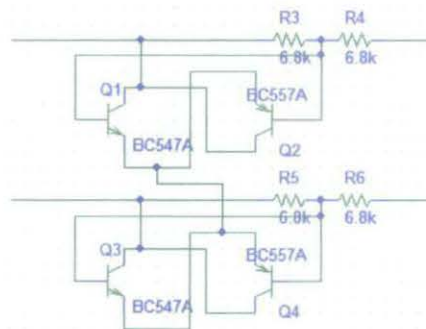 R3 R4
6.8k 6.8k
Q1 BC557A
BC547A
Q2
R5 R6
6.8k 6.8k
Q3 BC557A
BC547A Q4